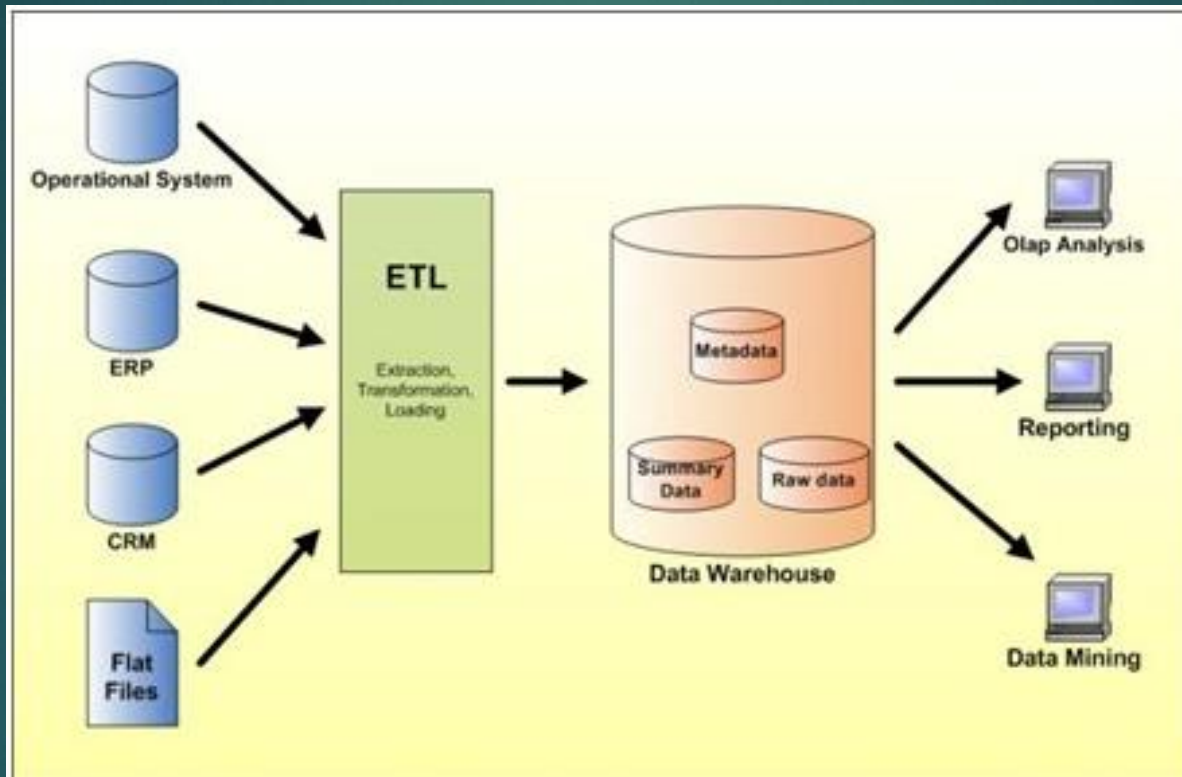 Operational System
ERP
CRM
Flat
Files
ETL
Extraction,
Transformation,
Loading
Metadata
Summary
Data
Raw data
Data Warehouse
Olap Analysis
Reporting
Data Mining